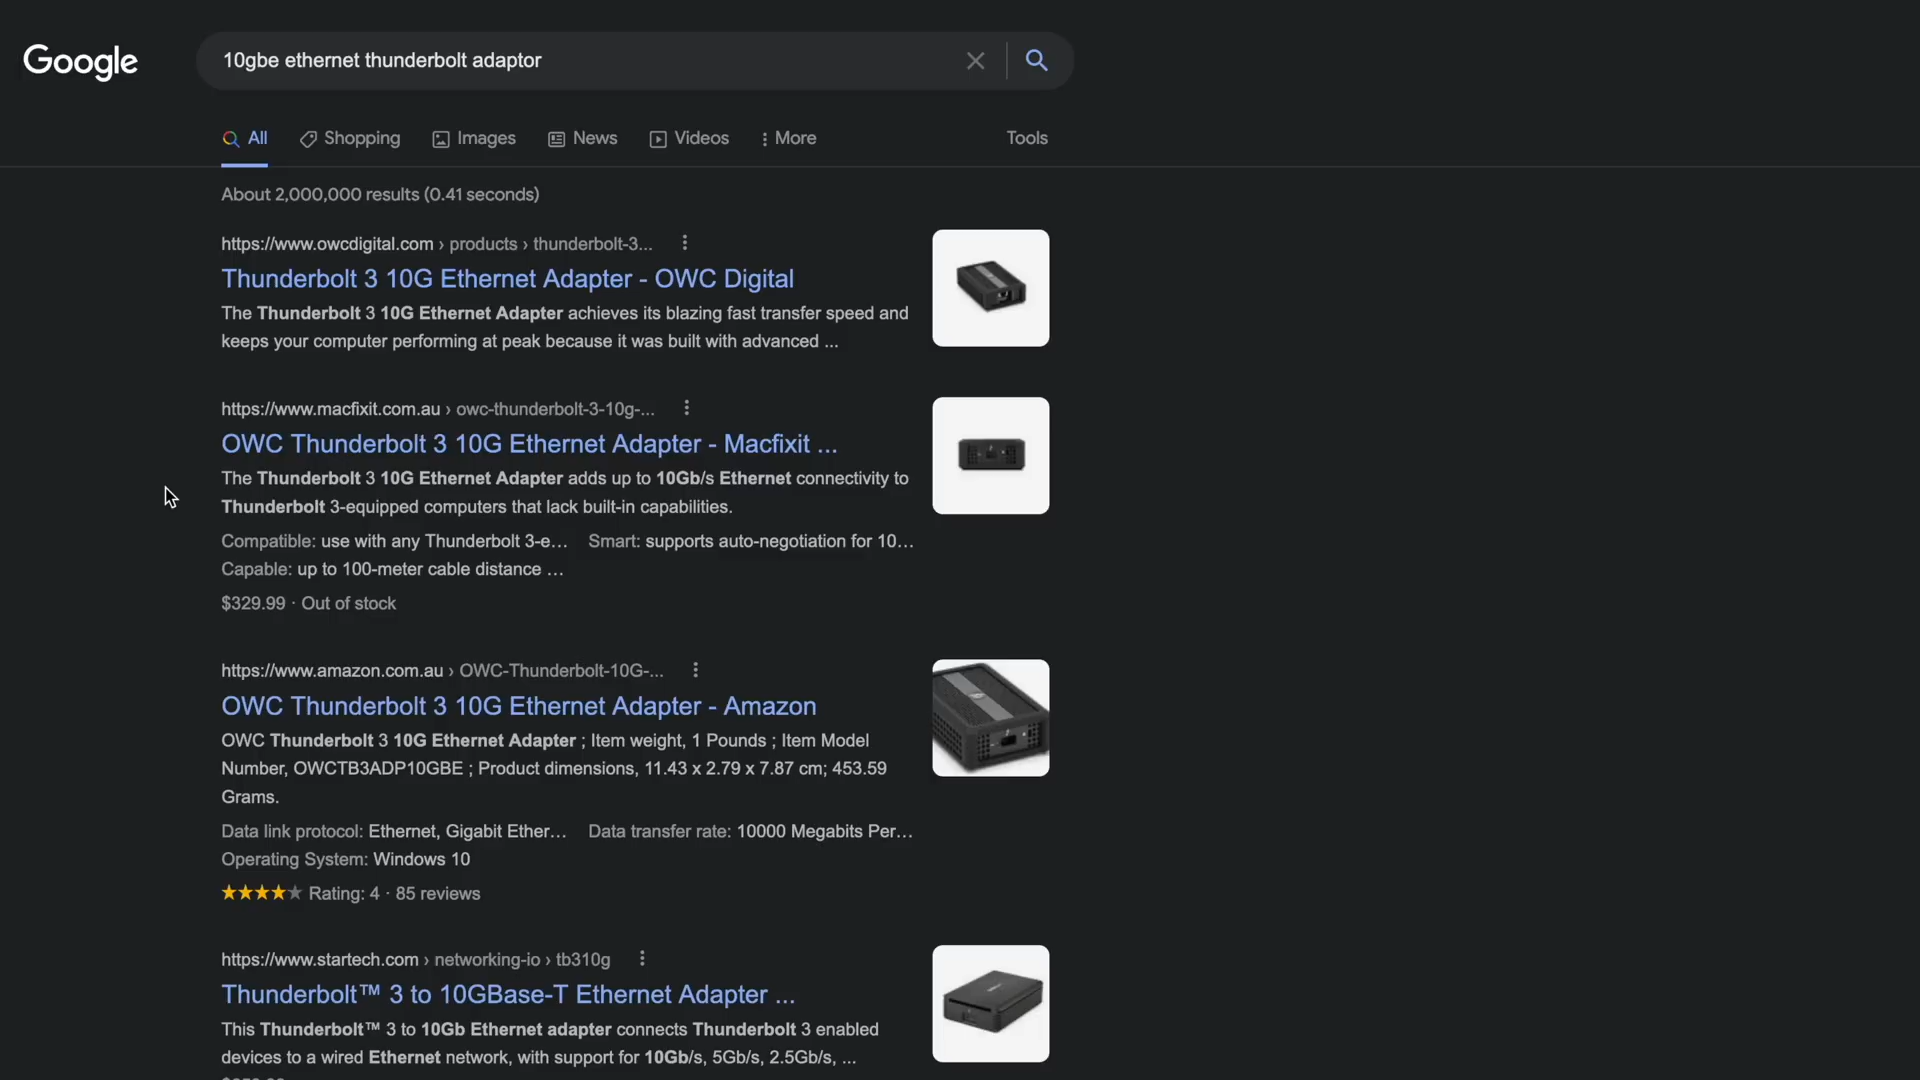 Google
10gbe ethernet thunderbolt adaptor
All Shopping Images News Videos More Tools
About 2,000,000 results (0.41 seconds)
https://www.owcdigital.com › products › thunderbolt-3...
Thunderbolt 3 10G Ethernet Adapter - OWC Digital
The Thunderbolt 3 10G Ethernet Adapter achieves its blazing fast transfer speed and
keeps your computer performing at peak because it was built with advanced ...
https://www.macfixit.com.au › owc-thunderbolt-3-10g-...
OWC Thunderbolt 3 10G Ethernet Adapter - Macfixit ...
The Thunderbolt 3 10G Ethernet Adapter adds up to 10Gb/s Ethernet connectivity to
Thunderbolt 3-equipped computers that lack built-in capabilities.
Compatible: use with any Thunderbolt 3-e... Smart: supports auto-negotiation for 10...
Capable: up to 100-meter cable distance ...
$329.99 · Out of stock
https://www.amazon.com.au › OWC-Thunderbolt-10G-...
OWC Thunderbolt 3 10G Ethernet Adapter - Amazon
OWC Thunderbolt 3 10G Ethernet Adapter ; Item weight, 1 Pounds ; Item Model
Number, OWCTB3ADP10GBE ; Product dimensions, 11.43 x 2.79 x 7.87 cm; 453.59
Grams.
Data link protocol: Ethernet, Gigabit Ether... Data transfer rate: 10000 Megabits Per...
Operating System: Windows 10
Rating: 4 · 85 reviews
https://www.startech.com › networking-io › tb310g
Thunderbolt™ 3 to 10GBase-T Ethernet Adapter ...
This Thunderbolt™ 3 to 10Gb Ethernet adapter connects Thunderbolt 3 enabled
devices to a wired Ethernet network, with support for 10Gb/s, 5Gb/s, 2.5Gb/s, ...